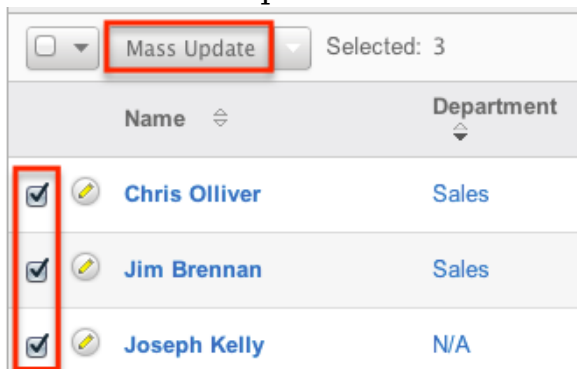 Mass Update Selected: 3
Name Department
Chris Olliver Sales
Jim Brennan Sales
Joseph Kelly N/A